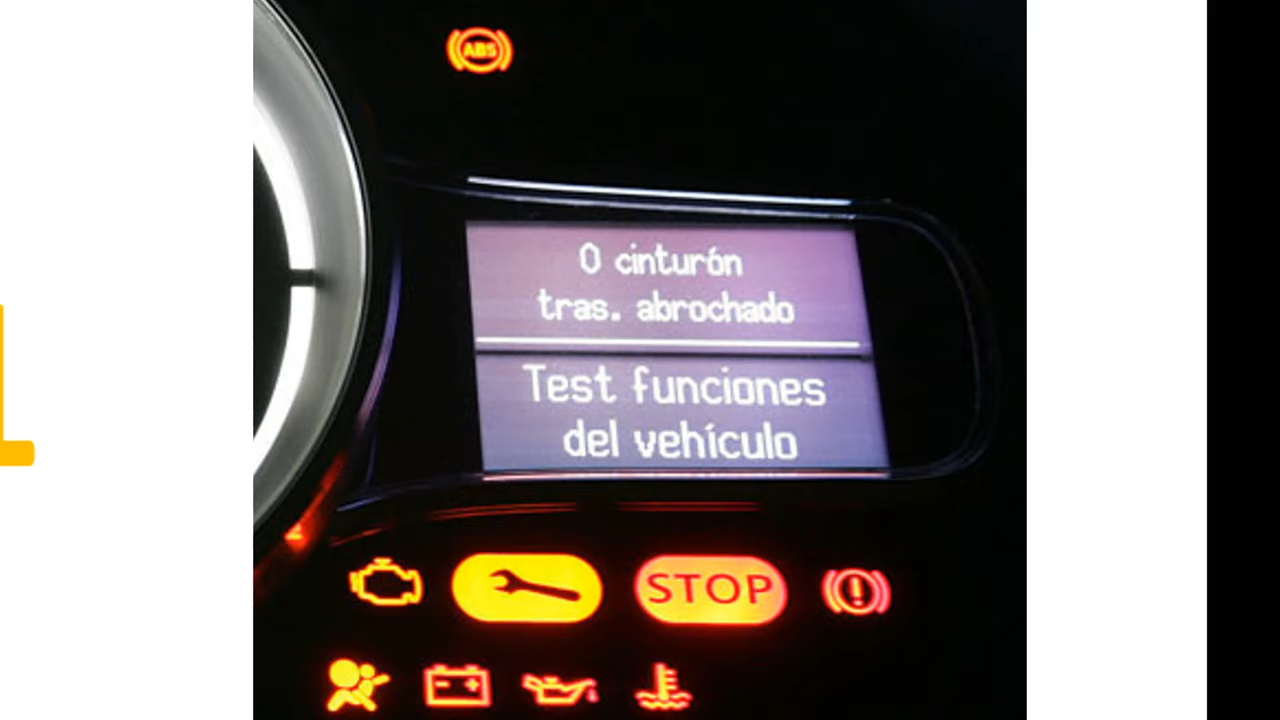 ABS
0 cinturón
tras. abrochado
Test funciones
del vehículo
STOP